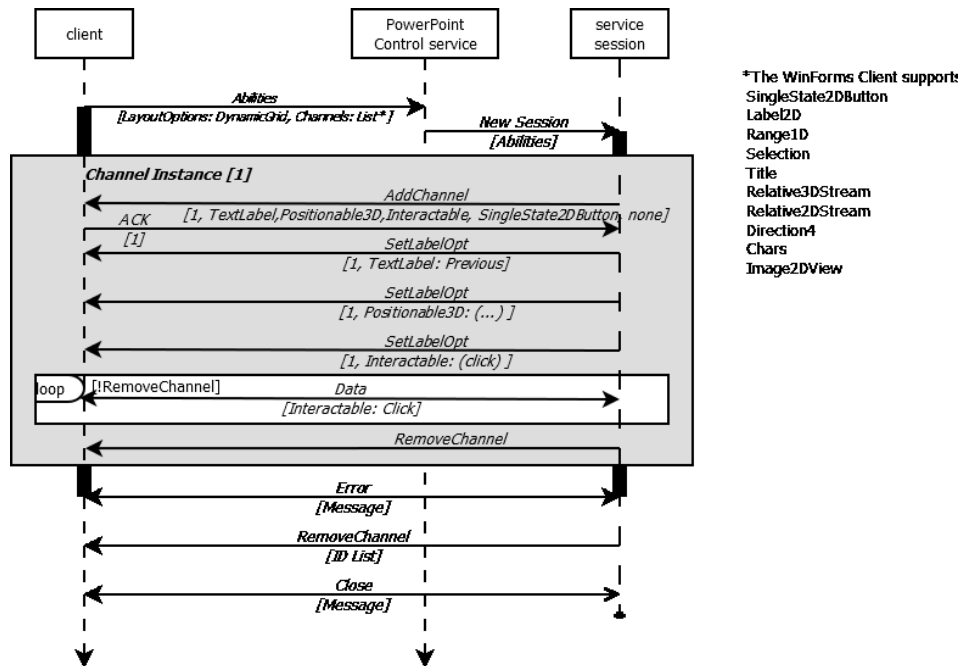 client
PowerPoint
Control service
service
session
*The WinForms Client supports
SingleState2DButton
Label2D
Range1D
Selection
Title
Relative3DStream
Relative2DStream
Direction4
Chars
Image2DView
Abilities
[LayoutOptions: DynamicGrid, Channels: List*]
New Session
[Abilities]
Channel Instance [1]
AddChannel
[1, TextLabel,Positionable3D,Interactable, SingleState2DButton, none]
ACK
[1]
SetLabelOpt
[1, TextLabel: Previous]
SetLabelOpt
[1, Positionable3D: (...) ]
SetLabelOpt
[1, Interactable: (click) ]
loop
[!RemoveChannel]
Data
[Interactable: Click]
RemoveChannel
Error
[Message]
RemoveChannel
[ID List]
Close
[Message]